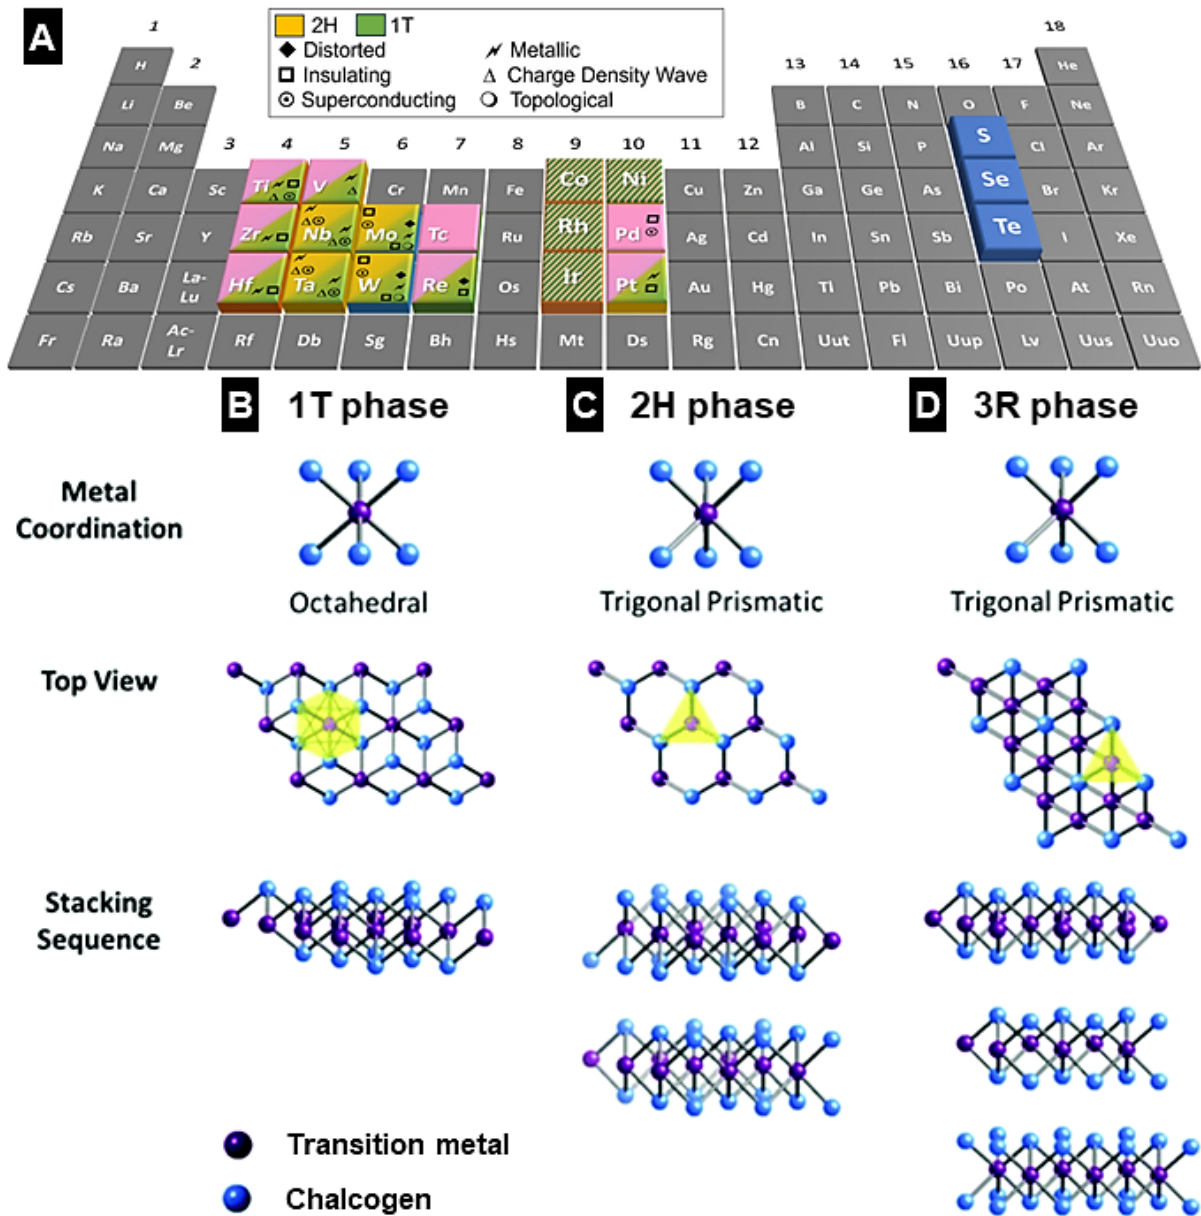 A
1
18
2H 1T
Distorted Metallic
Insulating Charge Density Wave
Superconducting Topological
H 2 13 14 15 16 17 He
Li Be B C N O F Ne
Na Mg 3 4 5 6 7 8 9 10 11 12 Al Si P S Cl Ar
K Ca Sc Ti V Cr Mn Fe Co Ni Cu Zn Ga Ge As Se Br Kr
Rb Sr Y Zr Nb Mo Tc Ru Rh Pd Ag Cd In Sn Sb Te I Xe
Cs Ba La-Lu Hf Ta W Re Os Ir Pt Au Hg Tl Pb Bi Po At Rn
Fr Ra Ac-Lr Rf Db Sg Bh Hs Mt Ds Rg Cn Uut Fl Uup Lv Uus Uuo
B 1T phase C 2H phase D 3R phase
Metal
Coordination
Octahedral Trigonal Prismatic Trigonal Prismatic
Top View
Stacking
Sequence
Transition metal
Chalcogen